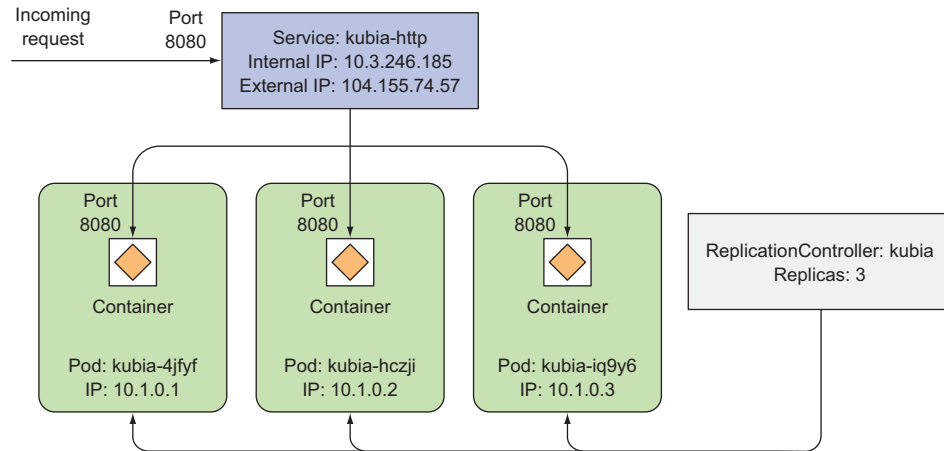 Incoming
request
Port
8080
Service: kubia-http
Internal IP: 10.3.246.185
External IP: 104.155.74.57
Port
8080
Container
Pod: kubia-4jfyf
IP: 10.1.0.1
Port
8080
Container
Pod: kubia-hczji
IP: 10.1.0.2
Port
8080
Container
Pod: kubia-iq9y6
IP: 10.1.0.3
ReplicationController: kubia
Replicas: 3